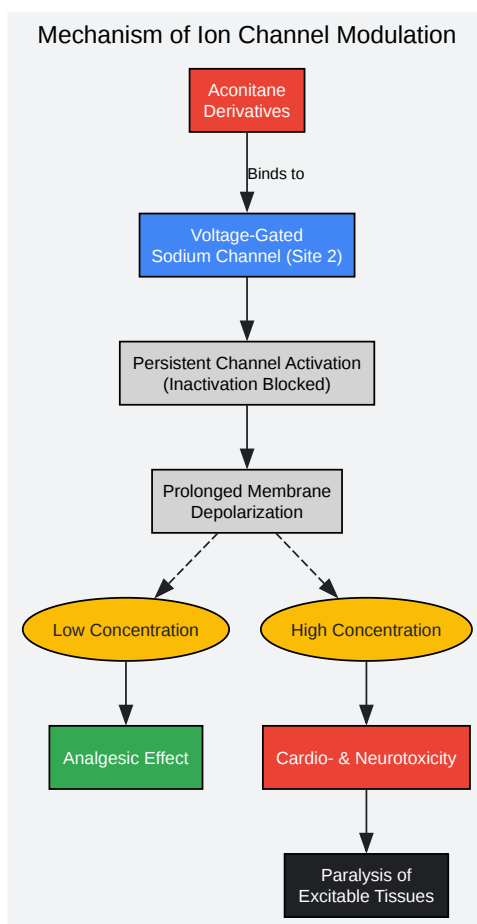 Mechanism of Ion Channel Modulation
Aconitane
Derivatives
Binds to
Voltage-Gated
Sodium Channel (Site 2)
Persistent Channel Activation
(Inactivation Blocked)
Prolonged Membrane
Depolarization
Low Concentration
High Concentration
Analgesic Effect
Cardio- & Neurotoxicity
Paralysis of
Excitable Tissues